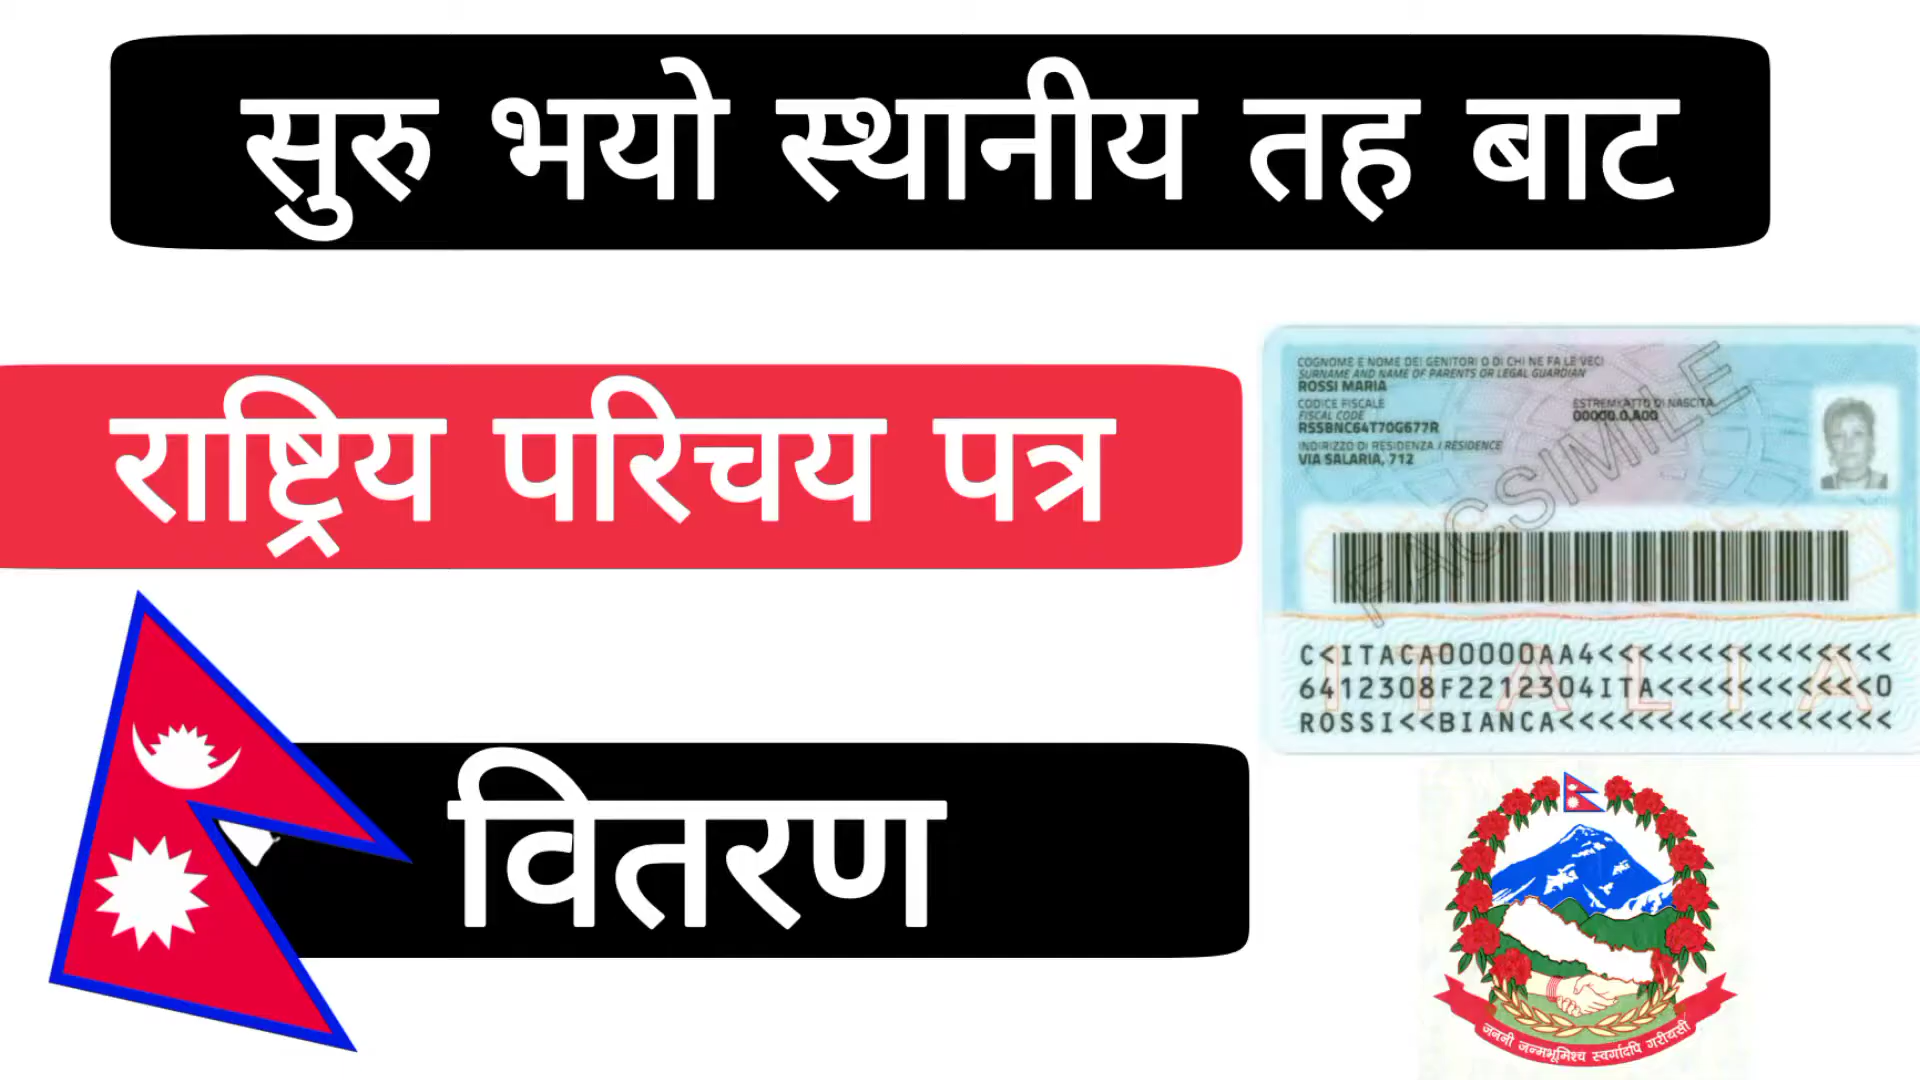 सुरु भयो स्थानीय तह बाट
राष्ट्रिय परिचय पत्र
वितरण
COGNOME E NOME DEI GENITORI O DI CHI NE FA LE VECI
SURNAME AND NAME OF PARENTS OR LEGAL GUARDIAN
ROSSI MARIA
CODICE FISCALE
FISCAL CODE
RSSBNC64T70G677R
ESTREMI ATTO DI NASCITA
00000.0.A00
INDIRIZZO DI RESIDENZA / RESIDENCE
VIA SALARIA, 712
FACSIMILE
C<ITACA00000AA4<<<<<<<<<<<<<<<
6412308F2212304ITA<<<<<<<<<<<0
ROSSI<<BIANCA<<<<<<<<<<<<<<<<<
ITALIA
जननी जन्मभूमिश्च स्वर्गादपि गरीयसी